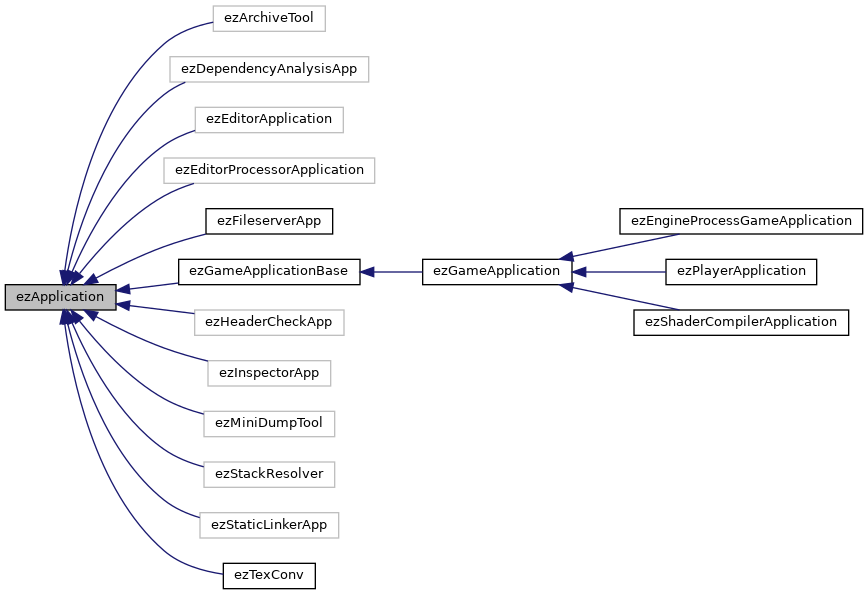 ezArchiveTool
ezDependencyAnalysisApp
ezEditorApplication
ezEditorProcessorApplication
ezFileserverApp
ezEngineProcessGameApplication
ezGameApplicationBase
ezGameApplication
ezPlayerApplication
ezApplication
ezHeaderCheckApp
ezShaderCompilerApplication
ezInspectorApp
ezMiniDumpTool
ezStackResolver
ezStaticLinkerApp
ezTexConv